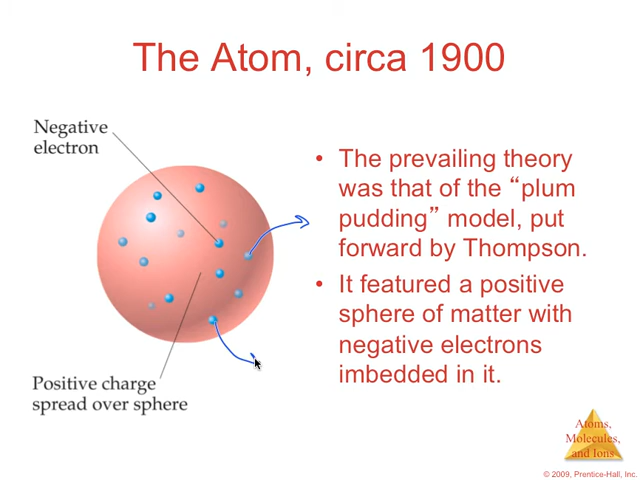 The Atom, circa 1900
Negative
electron
• The prevailing theory
was that of the “plum
pudding” model, put
forward by Thompson.
• It featured a positive
sphere of matter with
negative electrons
imbedded in it.
Positive charge
spread over sphere
Atoms,
Molecules,
and Ions
© 2009, Prentice-Hall, Inc.